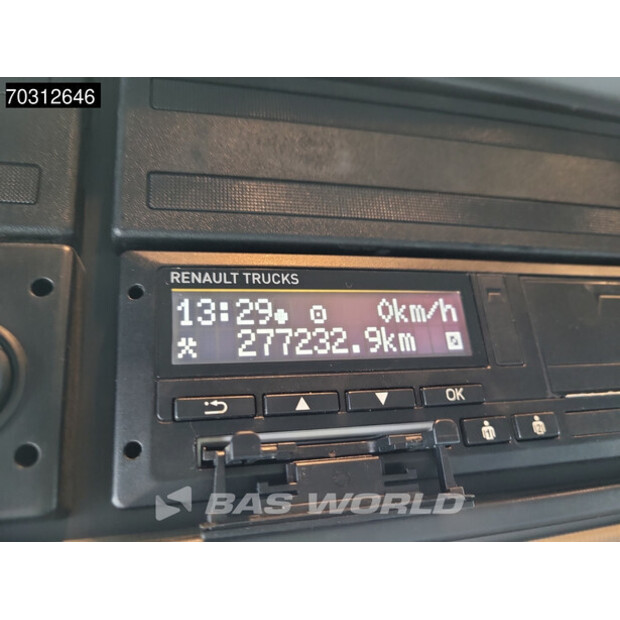 70312646
RENAULT TRUCKS
13:29 0km/h
277232.9km
OK
BAS WORLD